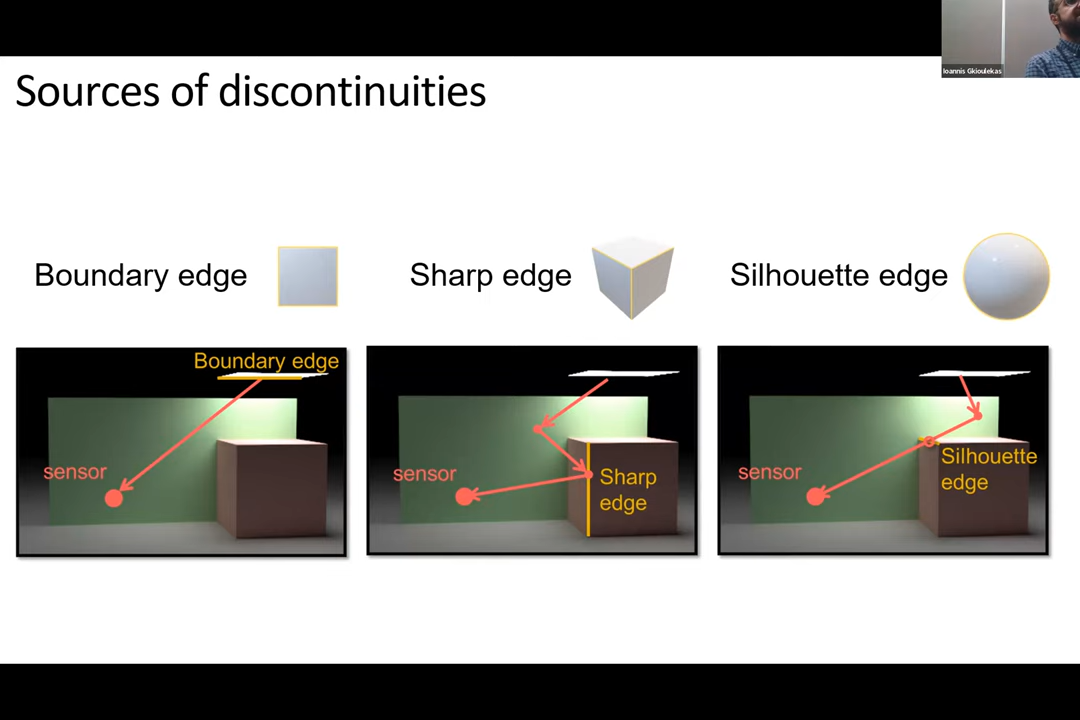 Ioannis Gkioulekas
Sources of discontinuities
Boundary edge
Sharp edge
Silhouette edge
Boundary edge
sensor
sensor
Sharp
edge
sensor
Silhouette
edge